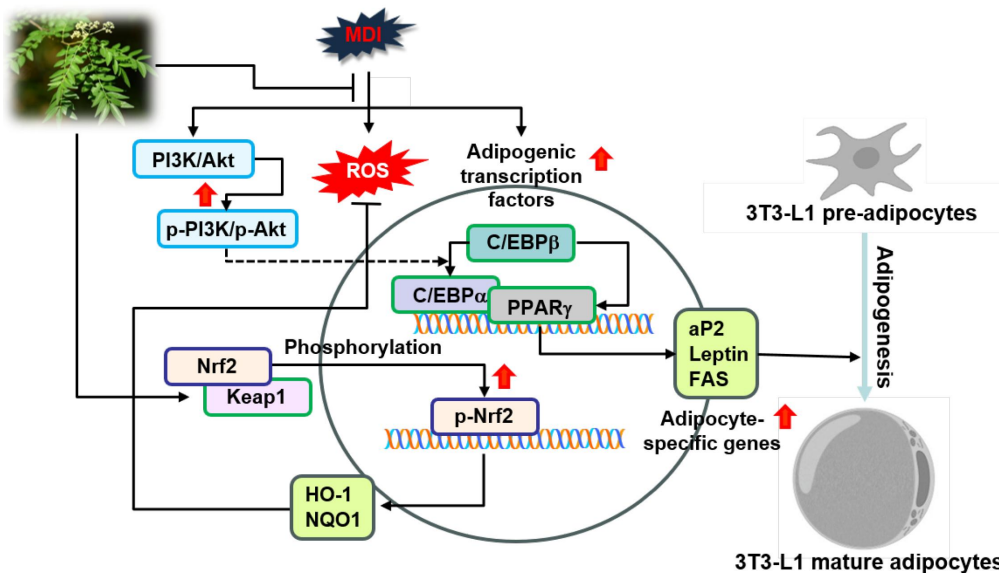 MDI
PI3K/Akt
ROS
Adipogenic
transcription
factors
3T3-L1 pre-adipocytes
p-PI3K/p-Akt
C/EBPβ
C/EBPα
PPARγ
Adipogenesis
aP2
Leptin
FAS
Phosphorylation
Nrf2
Keap1
p-Nrf2
Adipocyte-
specific genes
HO-1
NQO1
3T3-L1 mature adipocytes